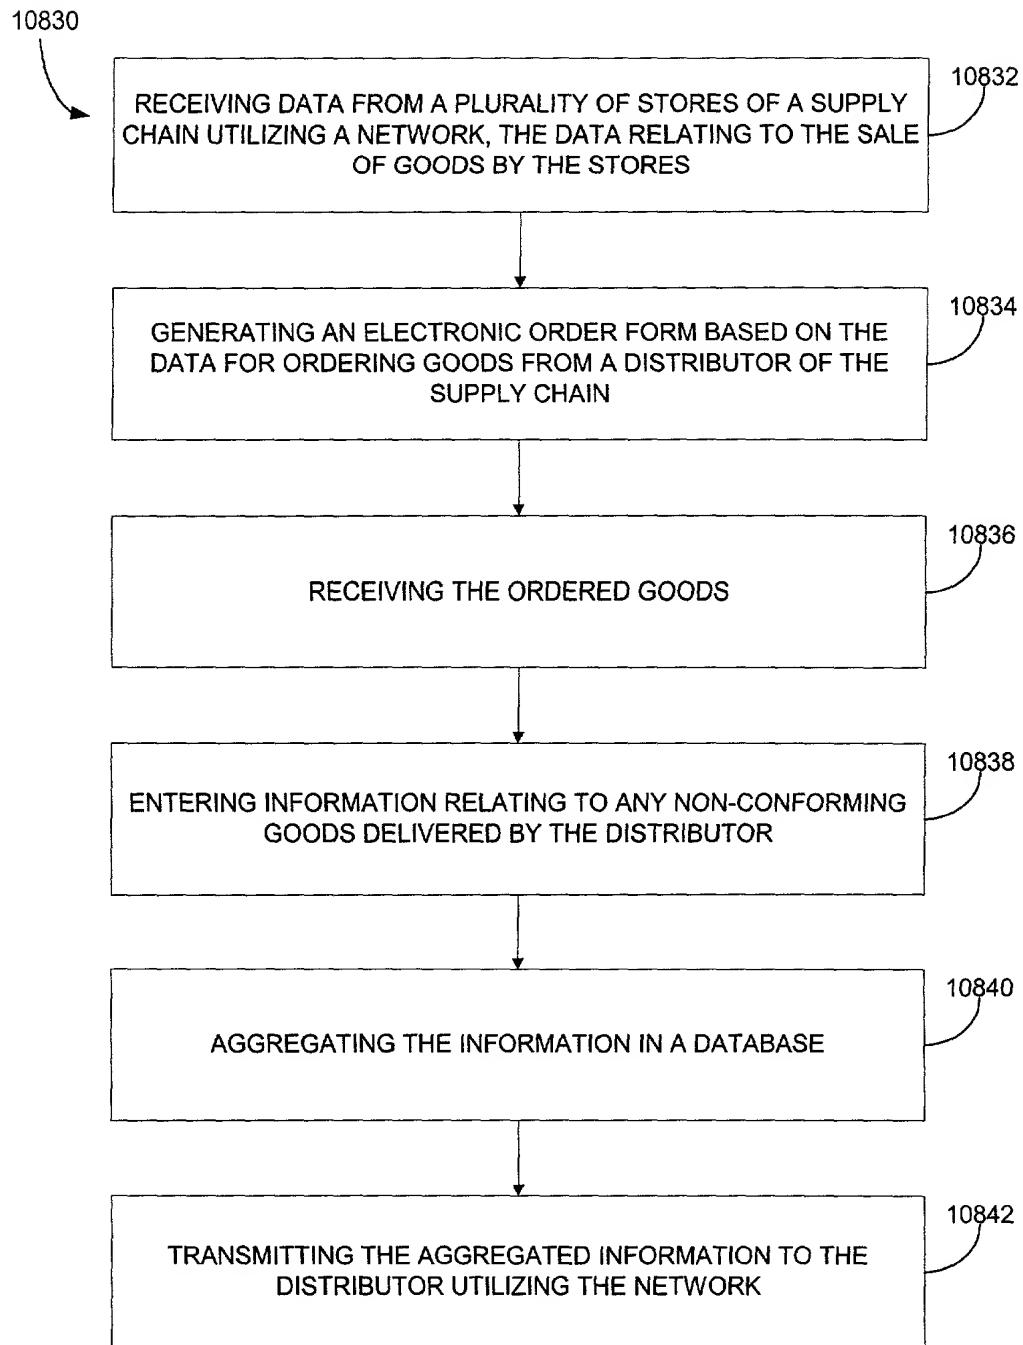 10830
10832
RECEIVING DATA FROM A PLURALITY OF STORES OF A SUPPLY
CHAIN UTILIZING A NETWORK, THE DATA RELATING TO THE SALE
OF GOODS BY THE STORES
10834
GENERATING AN ELECTRONIC ORDER FORM BASED ON THE
DATA FOR ORDERING GOODS FROM A DISTRIBUTOR OF THE
SUPPLY CHAIN
10836
RECEIVING THE ORDERED GOODS
10838
ENTERING INFORMATION RELATING TO ANY NON-CONFORMING
GOODS DELIVERED BY THE DISTRIBUTOR
10840
AGGREGATING THE INFORMATION IN A DATABASE
10842
TRANSMITTING THE AGGREGATED INFORMATION TO THE
DISTRIBUTOR UTILIZING THE NETWORK